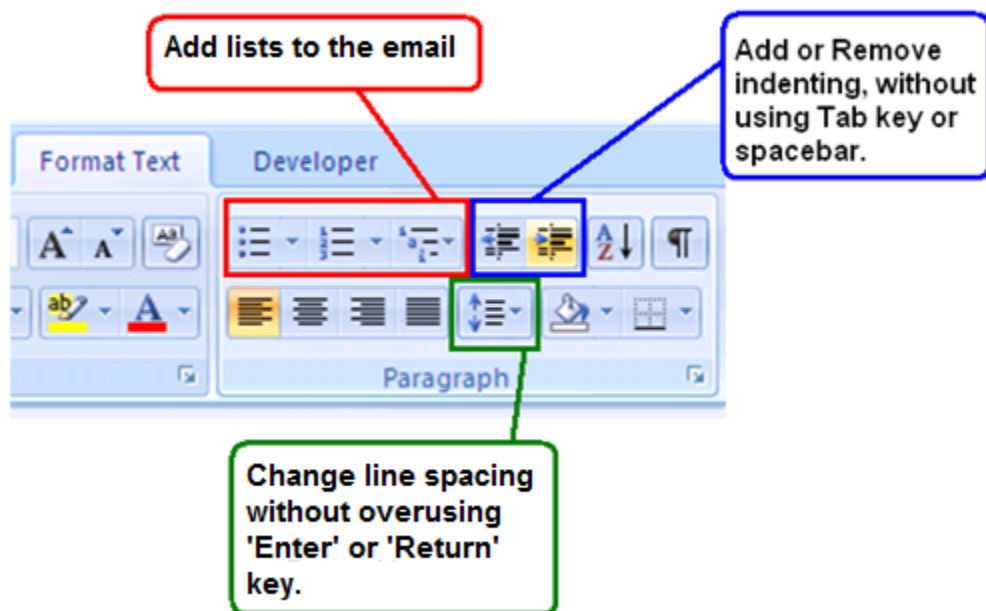 Add lists to the email
Add or Remove
indenting, without
using Tab key or
spacebar.
Format Text
Developer
Paragraph
Change line spacing
without overusing
'Enter' or 'Return'
key.